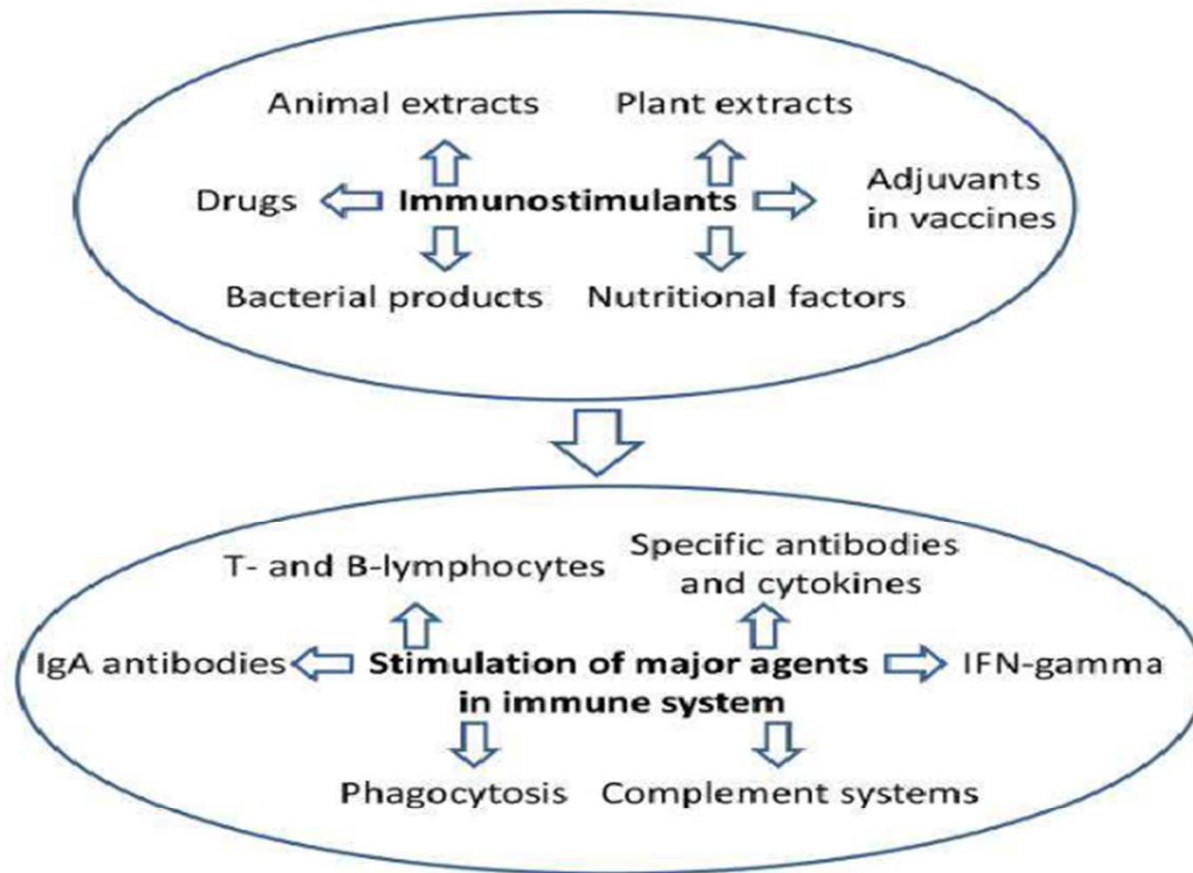 Animal extracts Plant extracts
Drugs Immunostimulants Adjuvants
in vaccines
Bacterial products Nutritional factors
T- and B-lymphocytes Specific antibodies
and cytokines
IgA antibodies Stimulation of major agents IFN-gamma
in immune system
Phagocytosis Complement systems